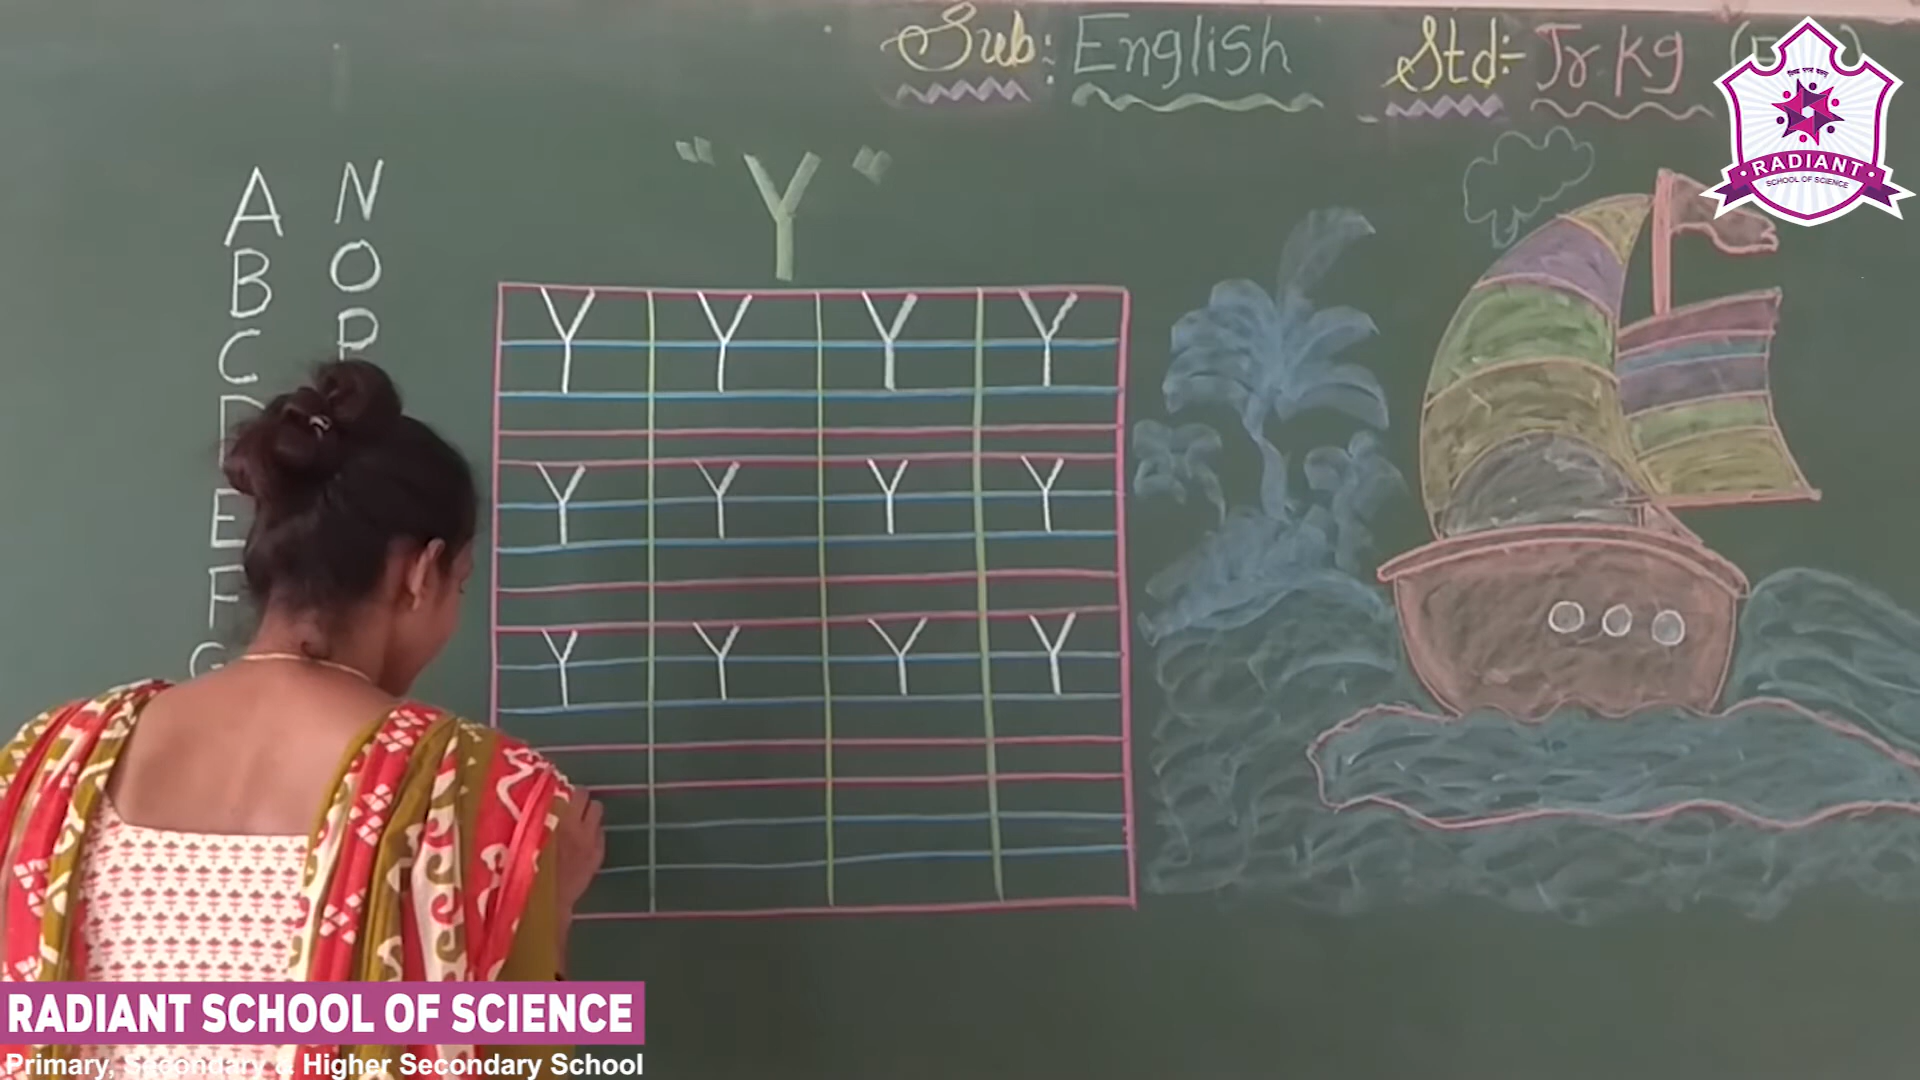 Sub: English Std:- Jr. Kg
RADIANT
SCHOOL OF SCIENCE
"Y"
A N
B O
C P
D
E
F
G
Y Y Y Y
Y Y Y Y
Y Y Y Y
RADIANT SCHOOL OF SCIENCE
Primary, Secondary & Higher Secondary School